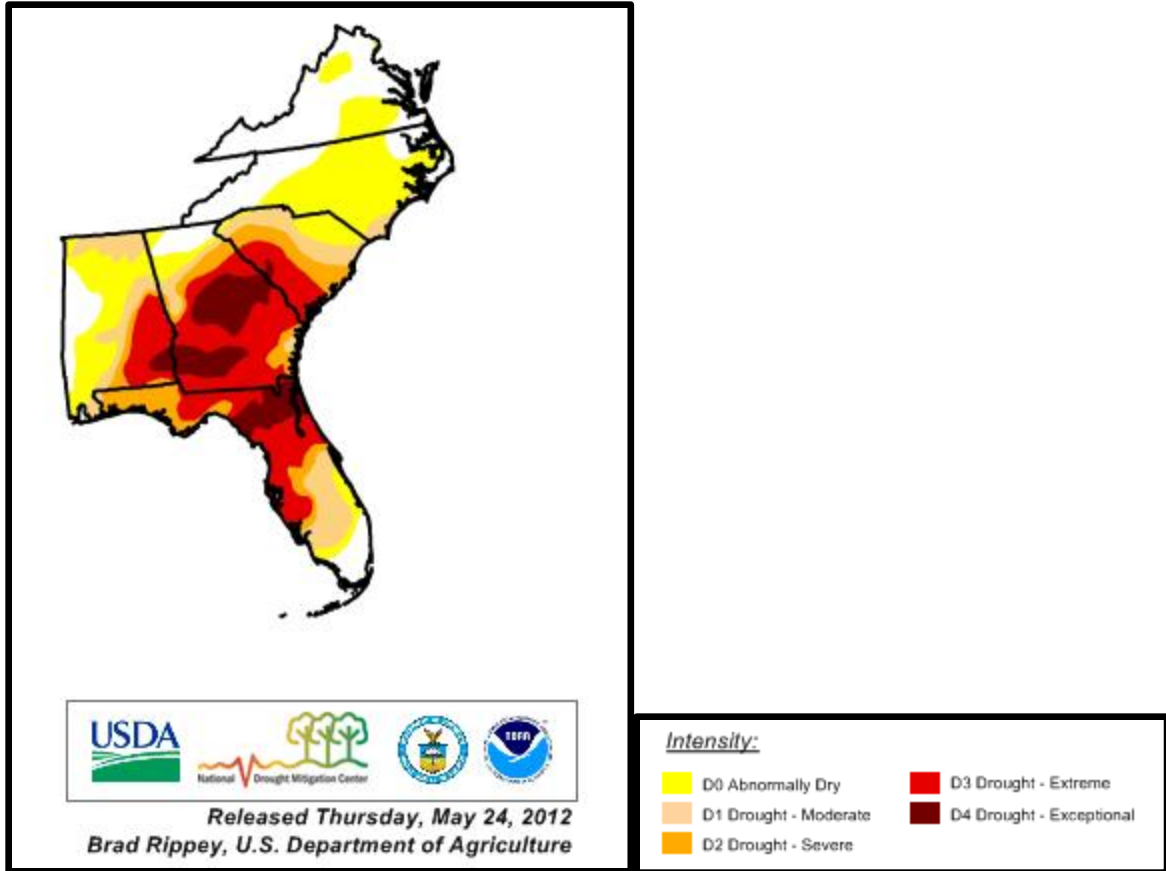 USDA
National Drought Mitigation Center
Released Thursday, May 24, 2012
Brad Rippey, U.S. Department of Agriculture
Intensity:
D0 Abnormally Dry
D1 Drought - Moderate
D2 Drought - Severe
D3 Drought - Extreme
D4 Drought - Exceptional